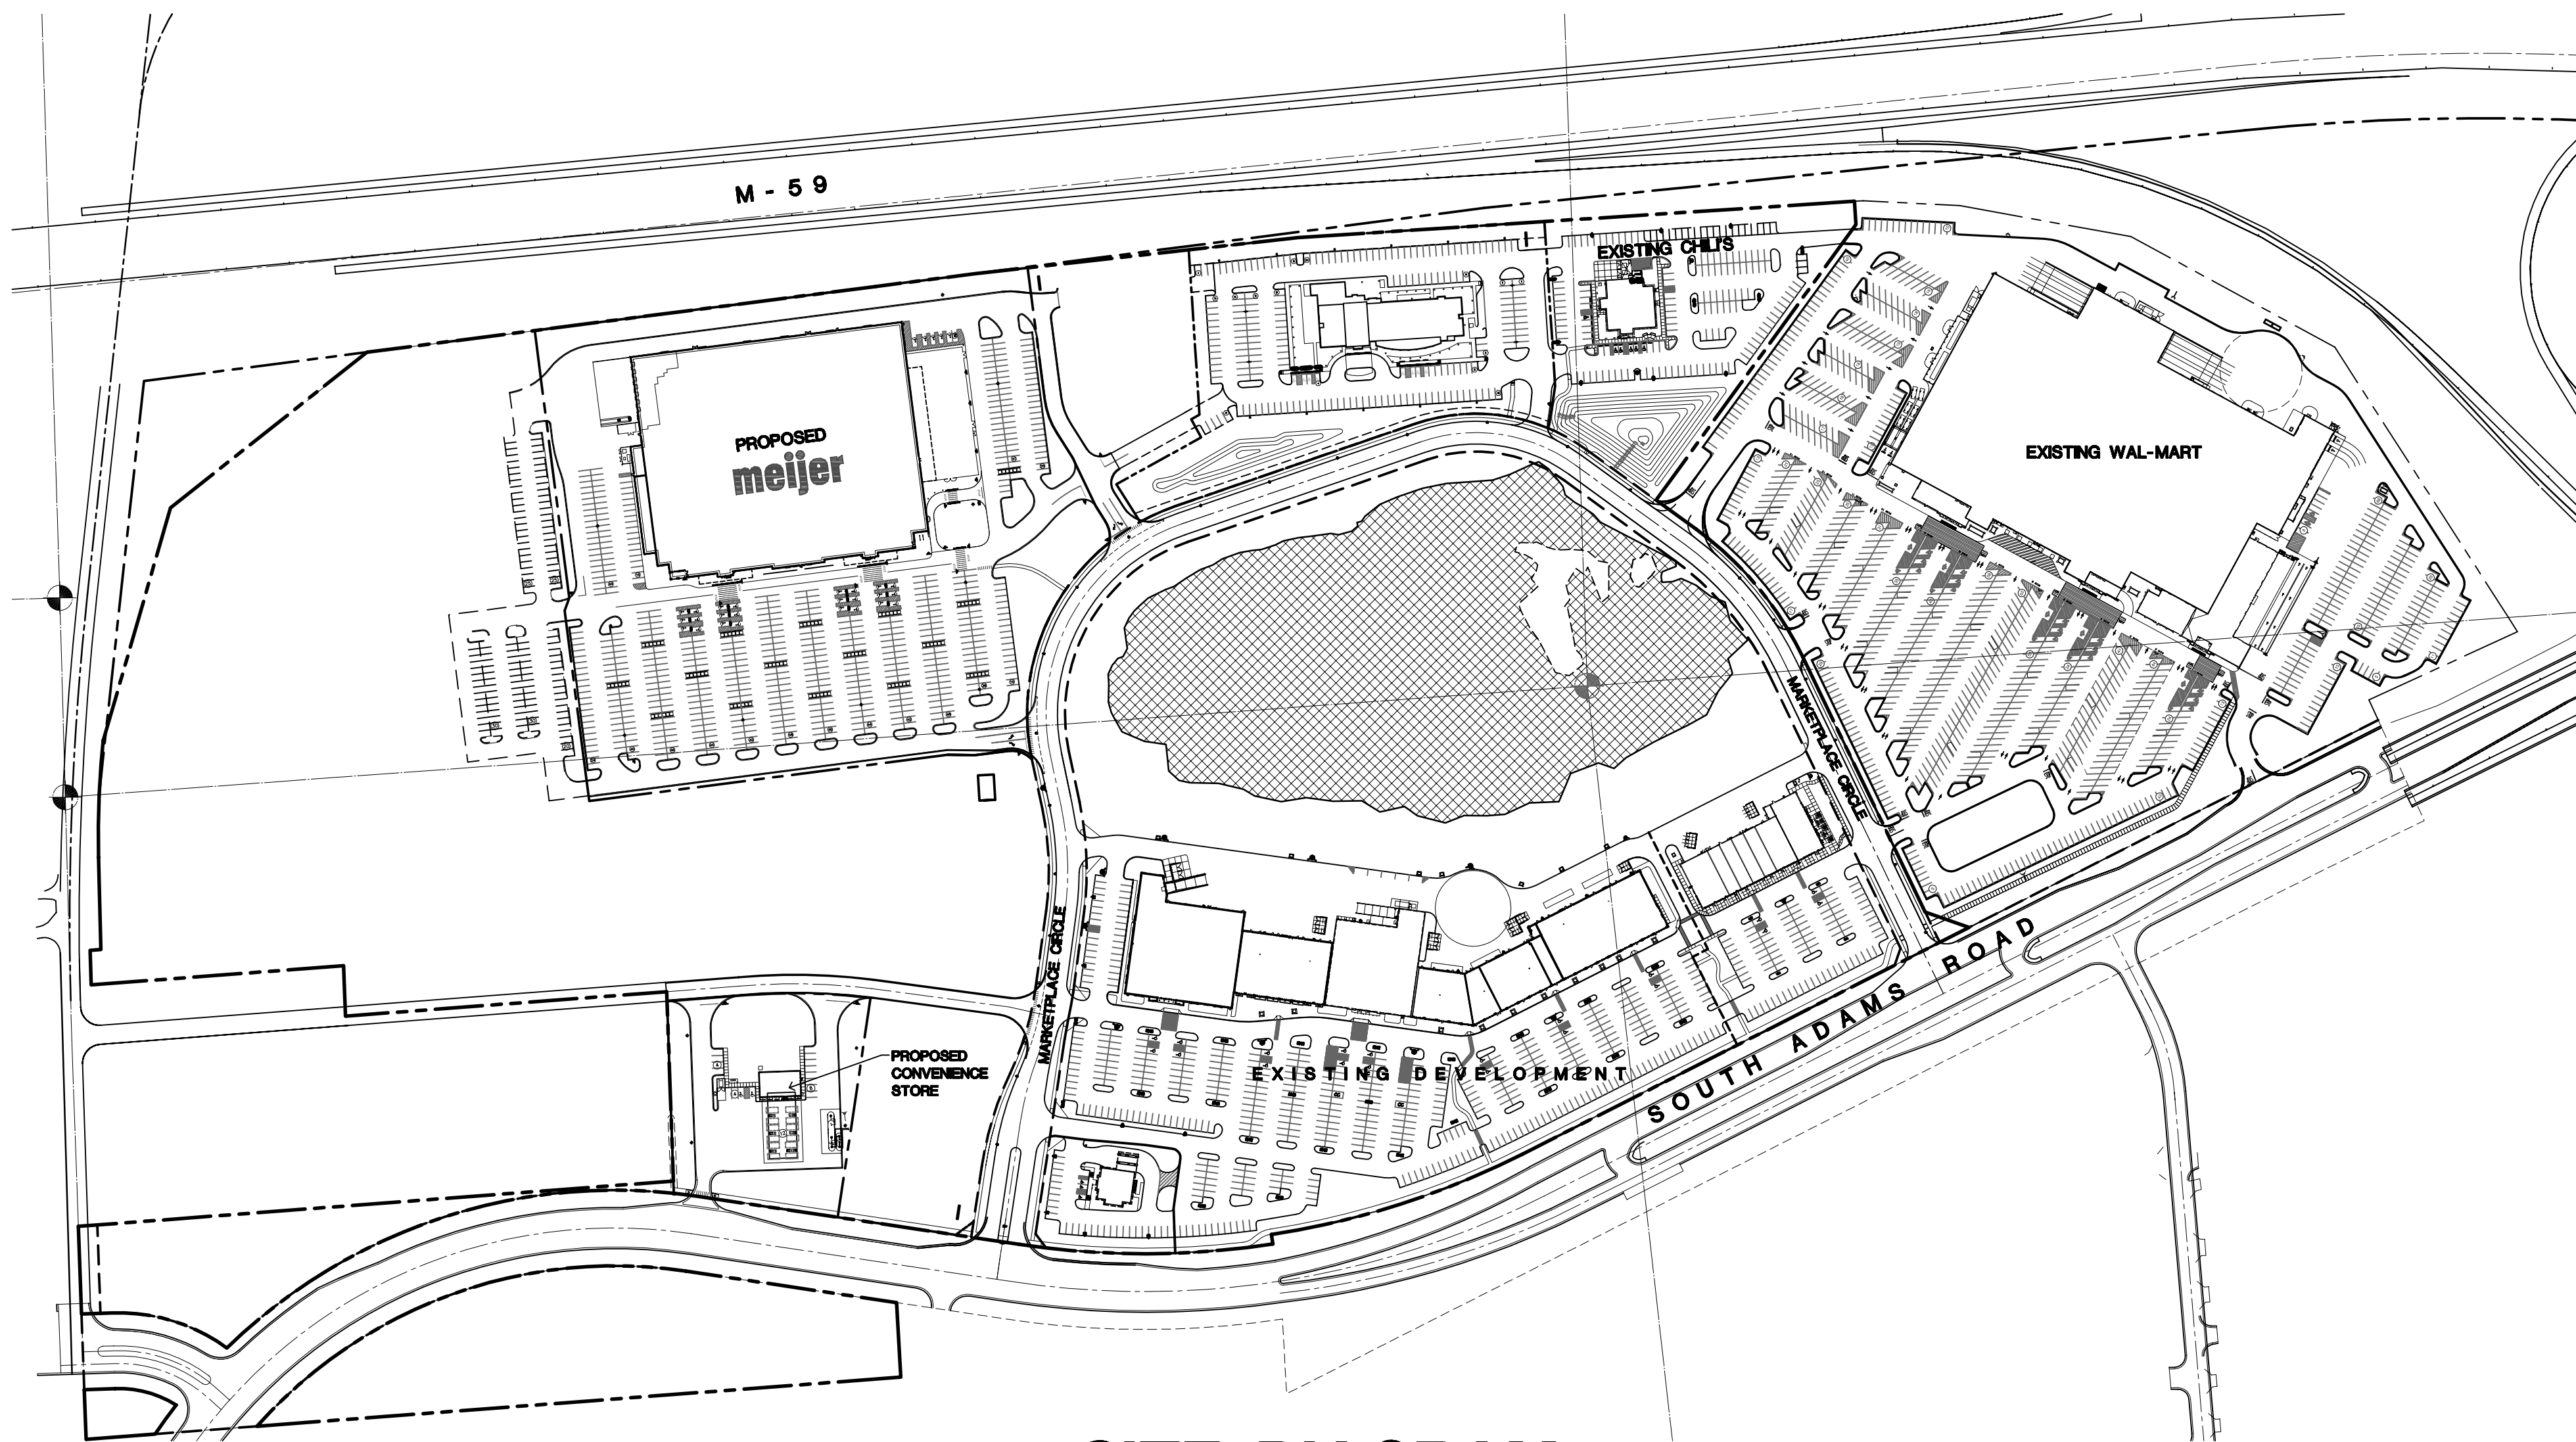 M-59
EXISTING CHILI'S
PROPOSED
meijer
EXISTING WAL-MART
MARKETPLACE CIRCLE
MARKETPLACE CIRCLE
PROPOSED
CONVENIENCE
STORE
EXISTING DEVELOPMENT
SOUTH ADAMS ROAD